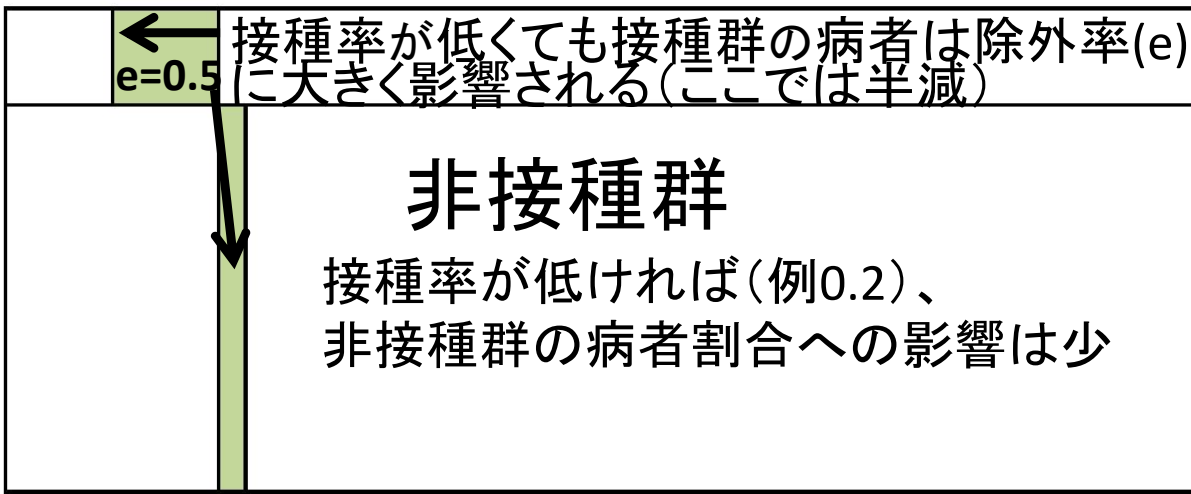 接種率が低くても接種群の病者は除外率(e)
e=0.5
に大きく影響される(ここでは半減)
非接種群
接種率が低ければ(例0.2)、
非接種群の病者割合への影響は少